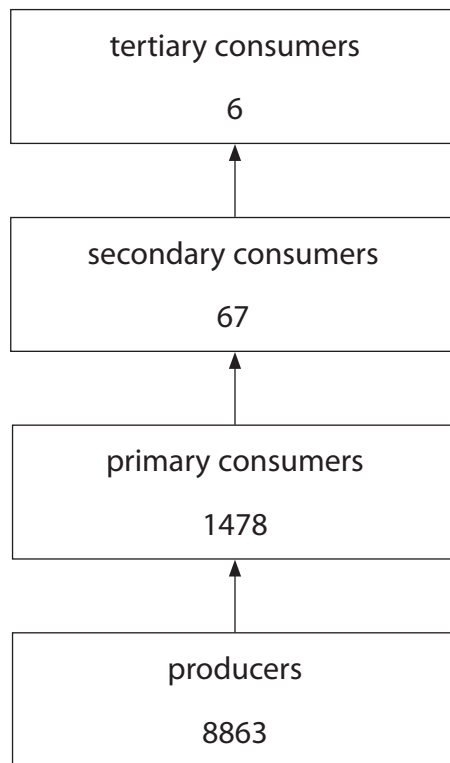 tertiary consumers
6
secondary consumers
67
primary consumers
1478
producers
8863